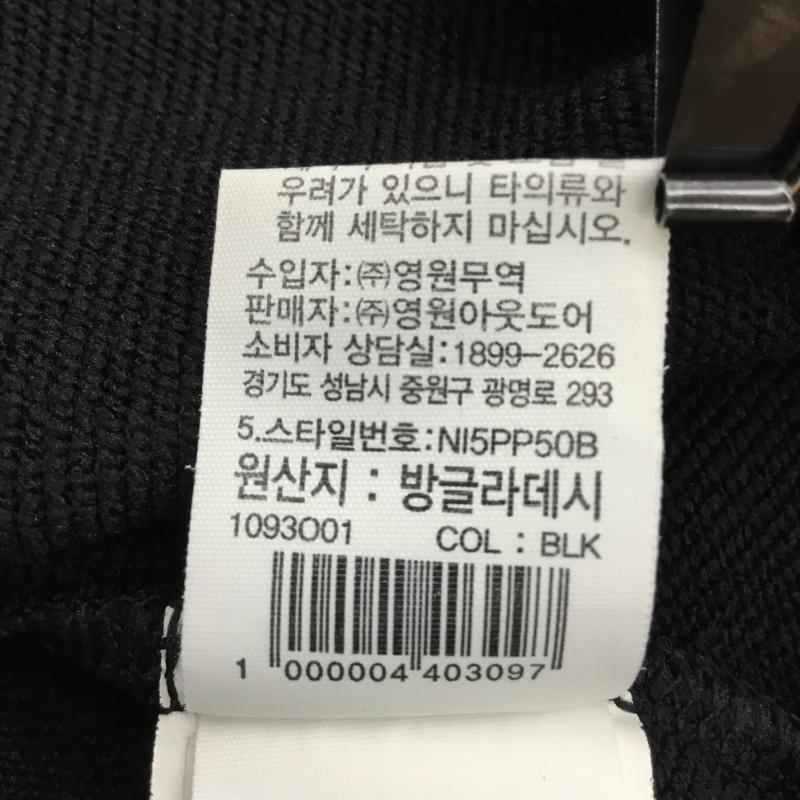 우려가 있으니 타의류와
함께 세탁하지 마십시오.
수입자:㈜영원무역
판매자:㈜영원아웃도어
소비자 상담실:1899-2626
경기도 성남시 중원구 광명로 293
5.스타일번호:NI5PP50B
원산지 : 방글라데시
1093O01 COL : BLK
1 000004 403097